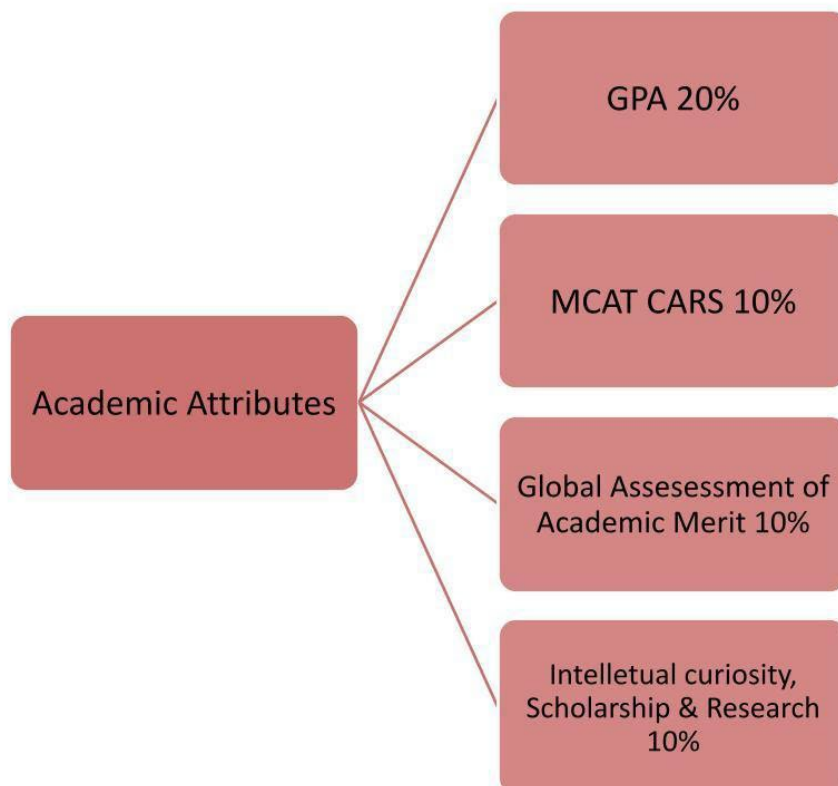 GPA 20%
MCAT CARS 10%
Academic Attributes
Global Assesessment of
Academic Merit 10%
Intelletual curiosity,
Scholarship & Research
10%